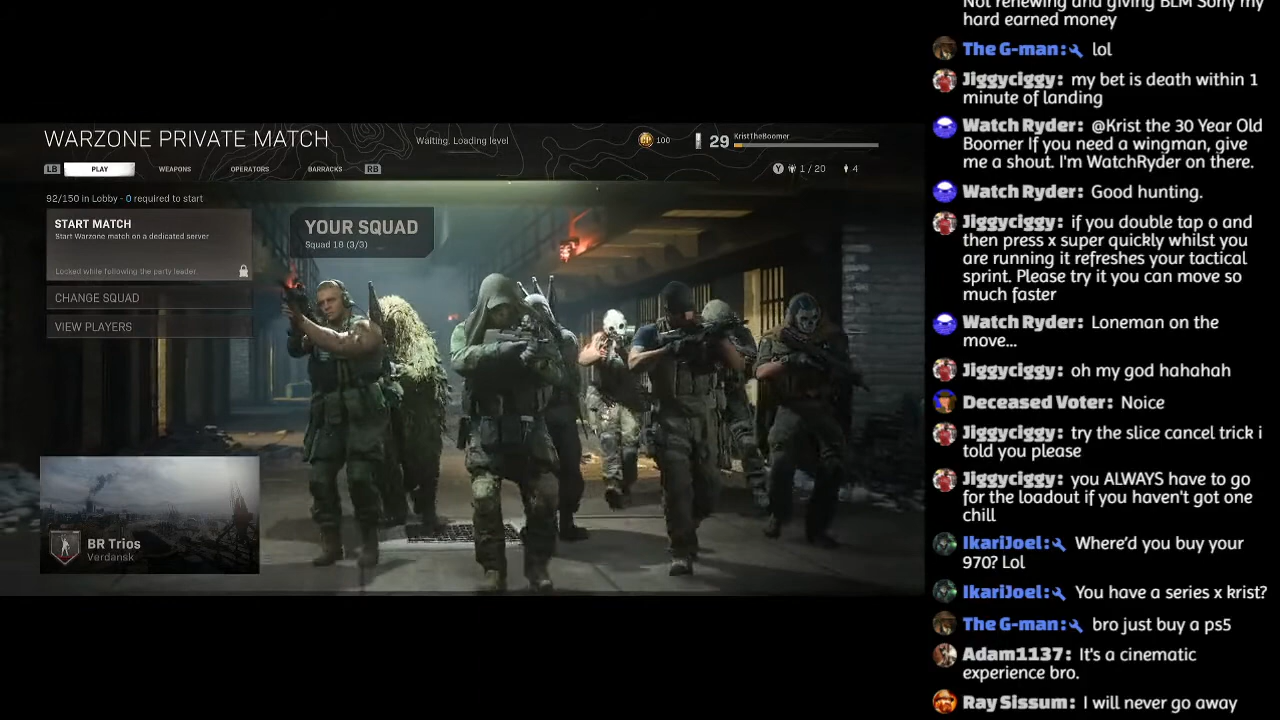 WARZONE PRIVATE MATCH
Waiting. Loading level
100
29
KristTheBoomer
LB
PLAY
WEAPONS
OPERATORS
BARRACKS
RB
Y
1 / 20
4
92/150 in Lobby - 0 required to start
START MATCH
Start Warzone match on a dedicated server
Locked while following the party leader.
CHANGE SQUAD
VIEW PLAYERS
YOUR SQUAD
Squad 18 (3/3)
BR Trios
Verdansk
Not renewing and giving BLM Sony my
hard earned money
The G-man: lol
Jiggyciggy: my bet is death within 1
minute of landing
Watch Ryder: @Krist the 30 Year Old
Boomer If you need a wingman, give
me a shout. I'm WatchRyder on there.
Watch Ryder: Good hunting.
Jiggyciggy: if you double tap o and
then press x super quickly whilst you
are running it refreshes your tactical
sprint. Please try it you can move so
much faster
Watch Ryder: Loneman on the
move...
Jiggyciggy: oh my god hahahah
Deceased Voter: Noice
Jiggyciggy: try the slice cancel trick i
told you please
Jiggyciggy: you ALWAYS have to go
for the loadout if you haven't got one
chill
IkariJoel: Where'd you buy your
970? Lol
IkariJoel: You have a series x krist?
The G-man: bro just buy a ps5
Adam1137: It's a cinematic
experience bro.
Ray Sissum: I will never go away